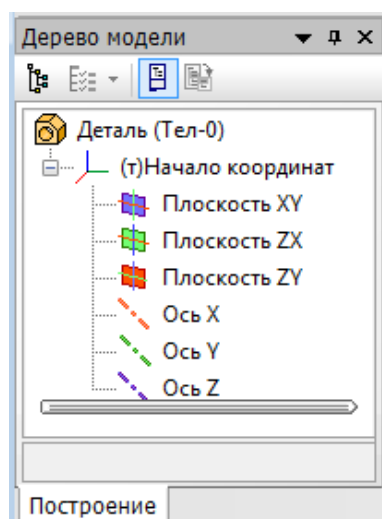 Дерево модели
Деталь (Тел-0)
(т)Начало координат
Плоскость XY
Плоскость ZX
Плоскость ZY
Ось X
Ось Y
Ось Z
Построение